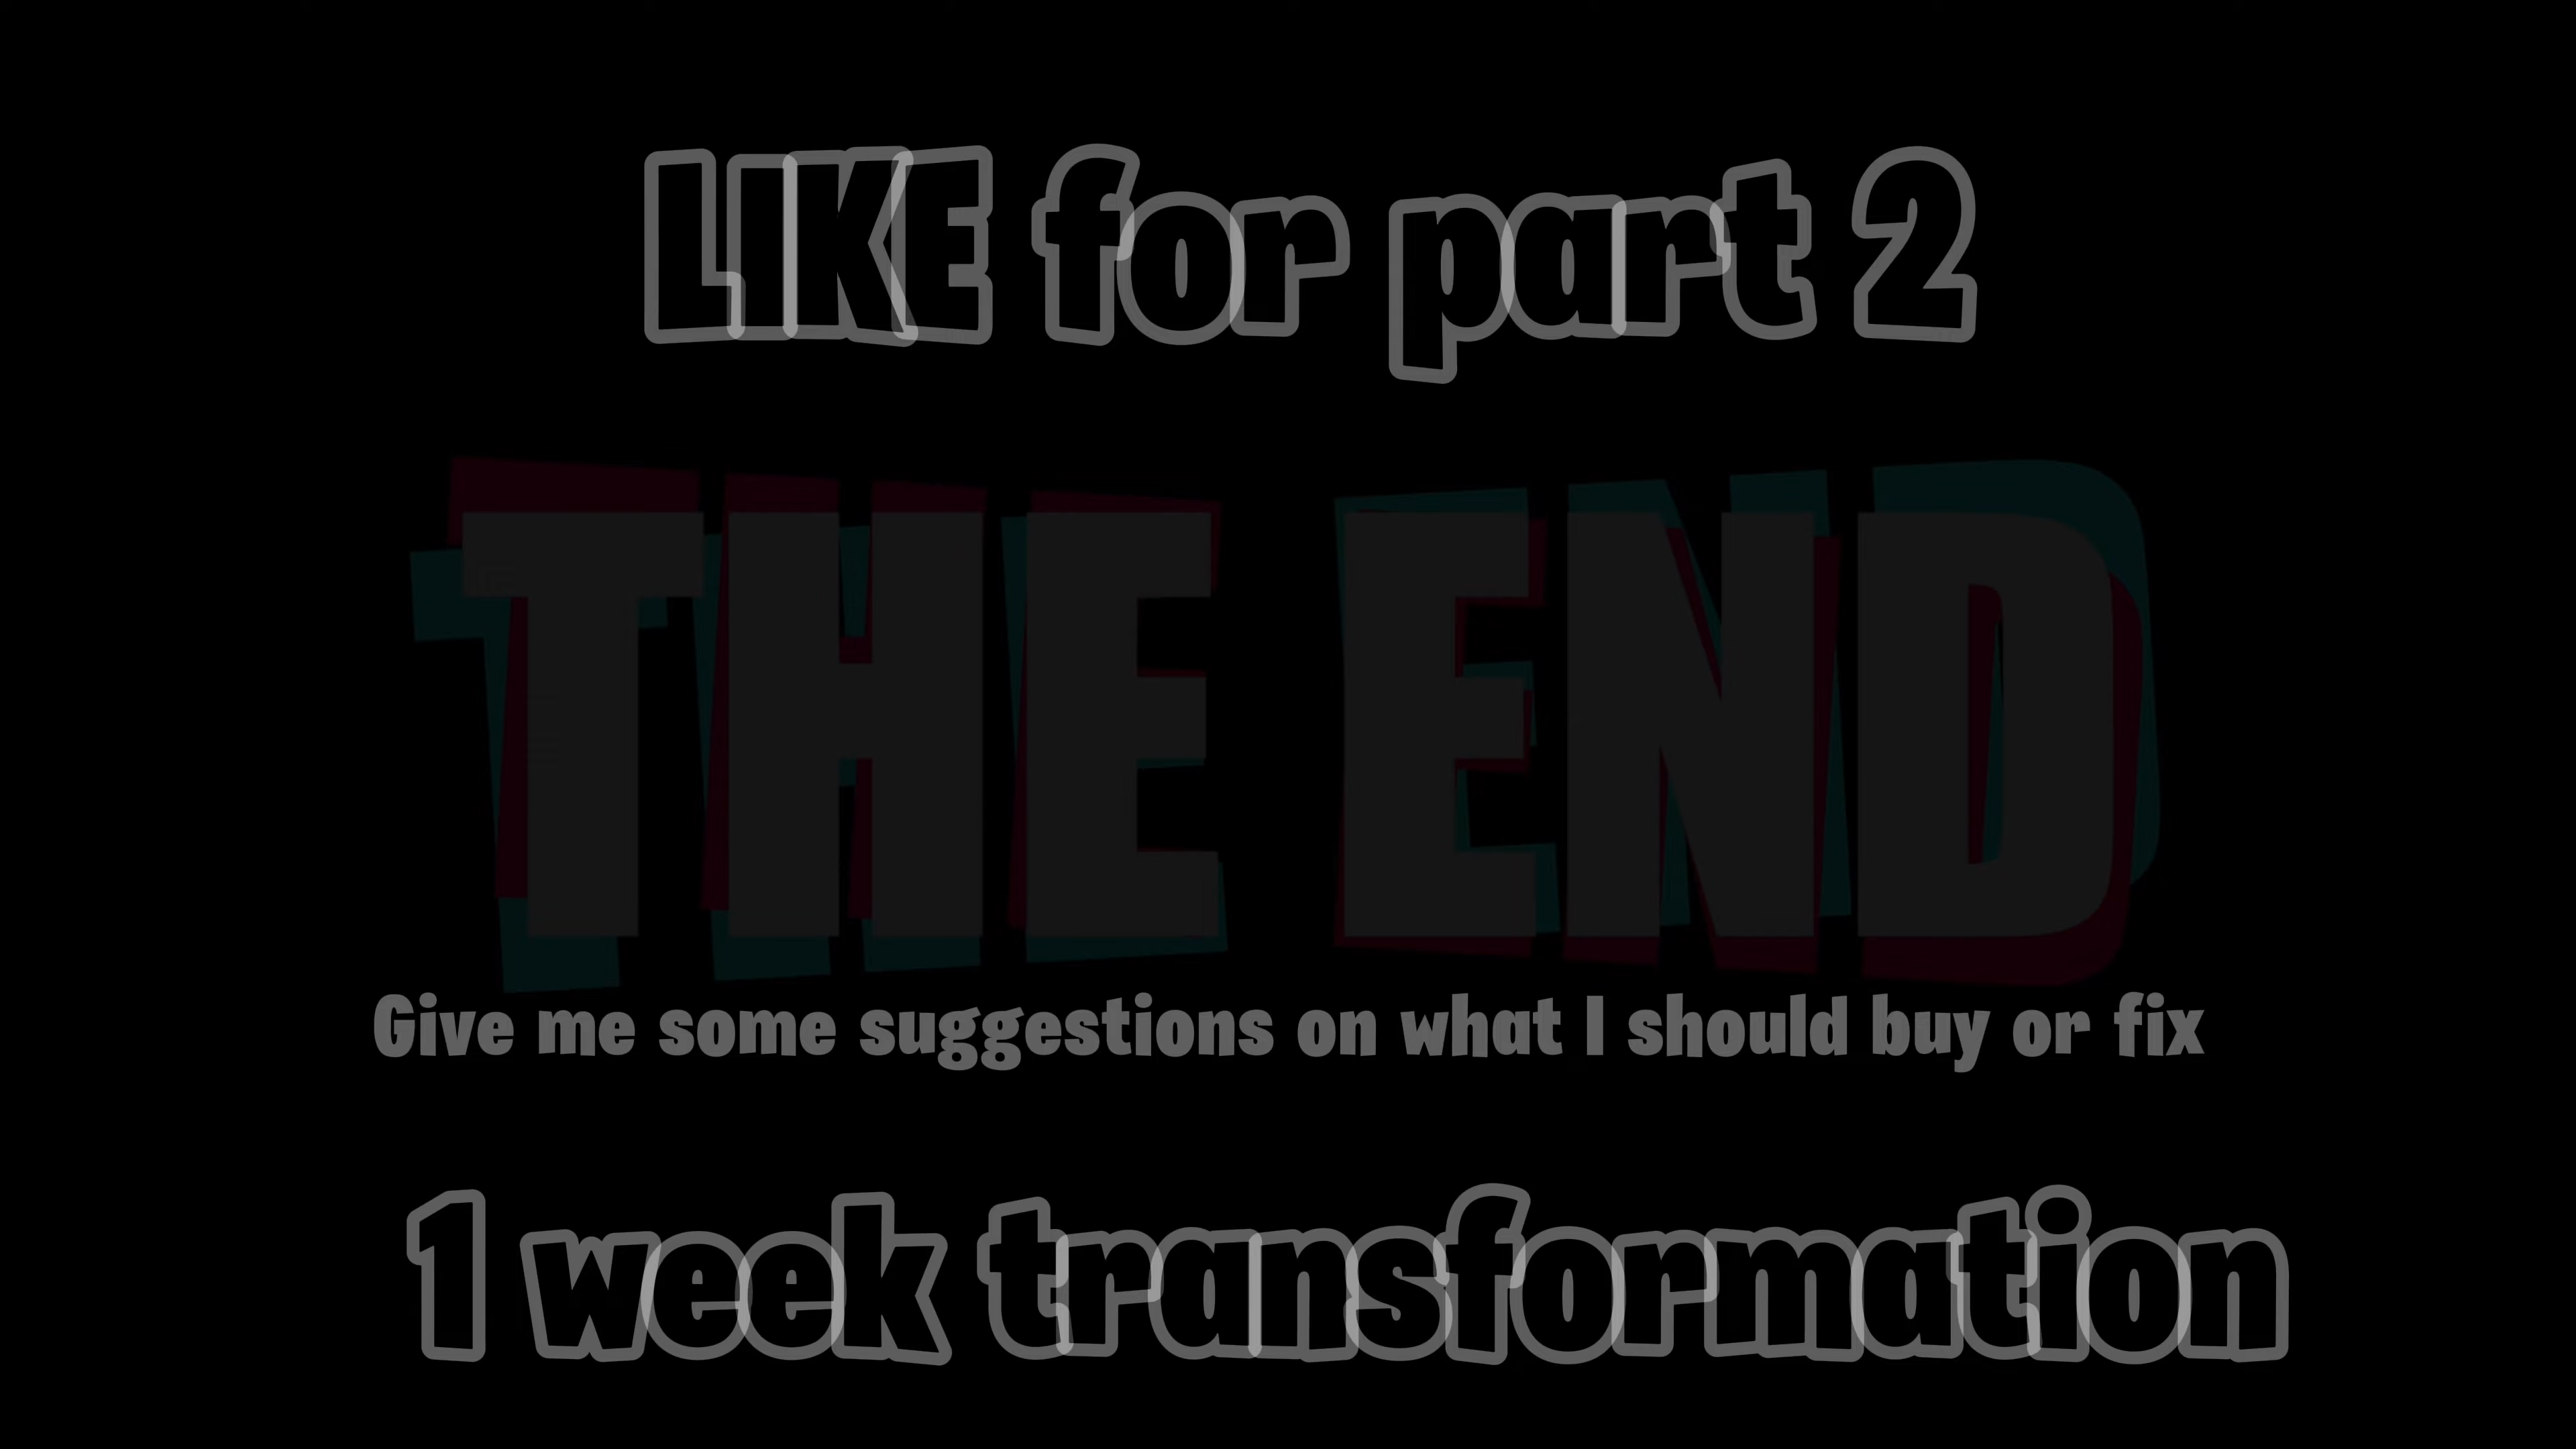 LIKE for part 2
THE END
Give me some suggestions on what I should buy or fix
1 week transformation